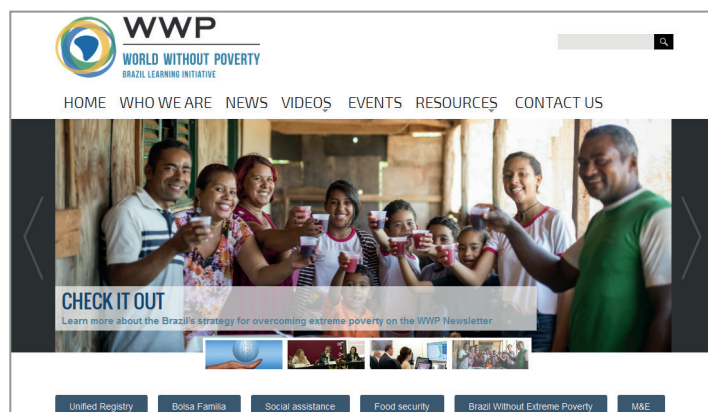 WWP
WORLD WITHOUT POVERTY
BRAZIL LEARNING INITIATIVE
HOME WHO WE ARE NEWS VIDEOS EVENTS RESOURCES CONTACT US
CHECK IT OUT
Learn more about the Brazil's strategy for overcoming extreme poverty on the WWP Newsletter
Unified Registry Bolsa Familia Social assistance Food security Brazil Without Extreme Poverty M&E